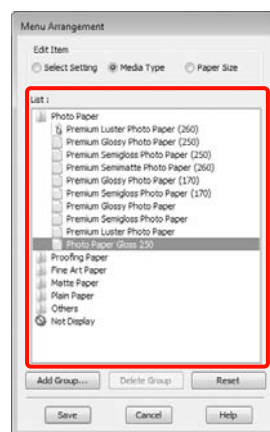 Menu Arrangement
Edit Item
Select Setting Media Type Paper Size
List :
Photo Paper
Premium Luster Photo Paper (260)
Premium Glossy Photo Paper (250)
Premium Semigloss Photo Paper (250)
Premium Semimatte Photo Paper (260)
Premium Glossy Photo Paper (170)
Premium Semigloss Photo Paper (170)
Premium Glossy Photo Paper
Premium Semigloss Photo Paper
Premium Luster Photo Paper
Photo Paper Gloss 250
Proofing Paper
Fine Art Paper
Matte Paper
Plain Paper
Others
Not Display
Add Group... Delete Group Reset
Save Cancel Help